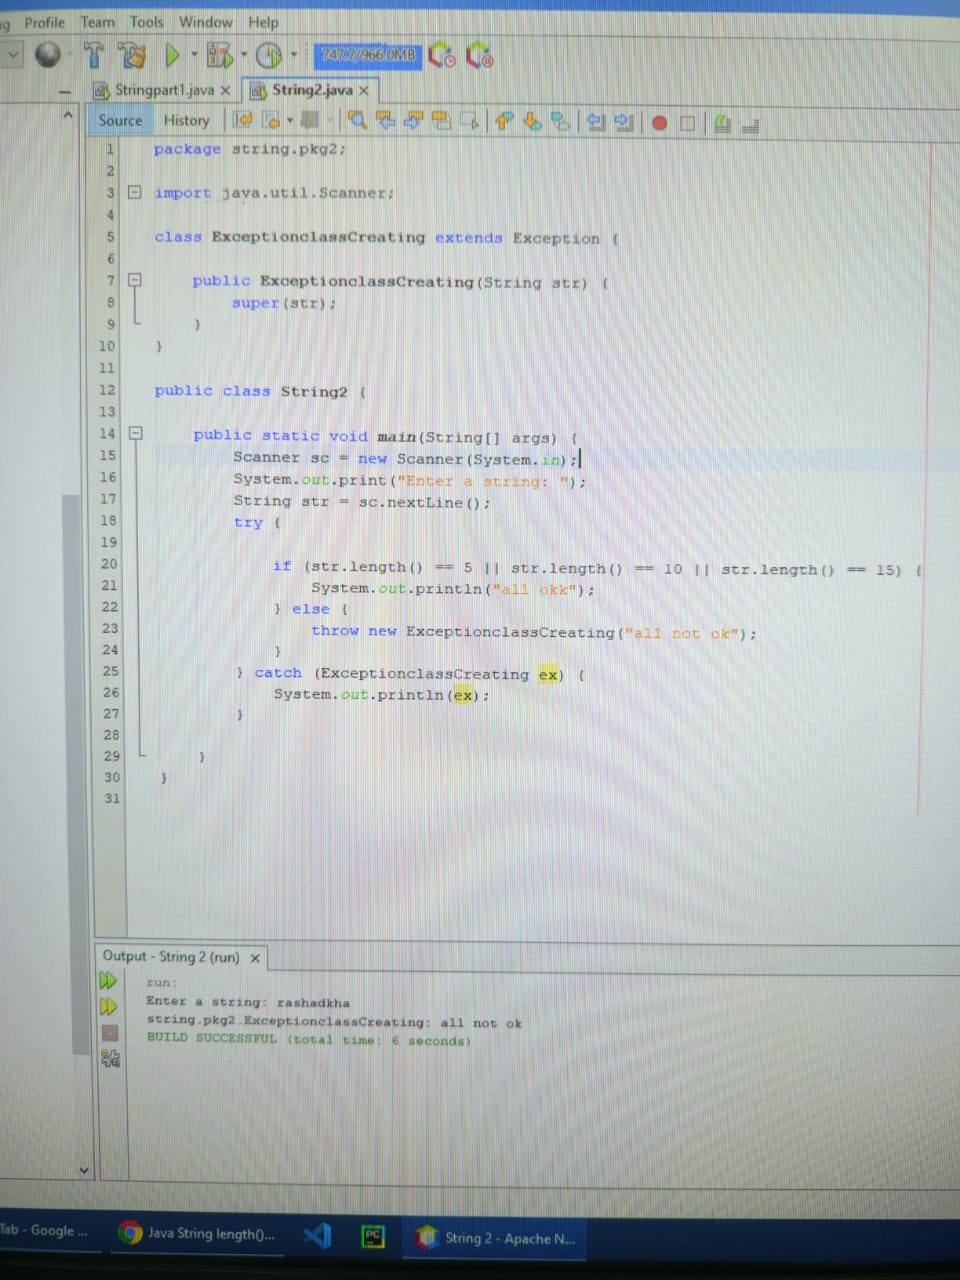 Profile Team Tools Window Help
747.7/966.0MB
Stringpart1.java String2.java
Source History
1 package string.pkg2;
2
3 import java.util.Scanner;
4
5 class ExceptionclassCreating extends Exception {
6
7 public ExceptionclassCreating(String str) {
8 super(str);
9 }
10 }
11
12 public class String2 {
13
14 public static void main(String[] args) {
15 Scanner sc = new Scanner(System.in);
16 System.out.print("Enter a string: ");
17 String str = sc.nextLine();
18 try {
19
20 if (str.length() == 5 || str.length() == 10 || str.length() == 15) {
21 System.out.println("all okk");
22 } else {
23 throw new ExceptionclassCreating("all not ok");
24 }
25 } catch (ExceptionclassCreating ex) {
26 System.out.println(ex);
27 }
28
29 }
30 }
31
Output - String 2 (run)
run:
Enter a string: rashadkha
string.pkg2.ExceptionclassCreating: all not ok
BUILD SUCCESSFUL (total time: 6 seconds)
Tab - Google ... Java String length()... PC String 2 - Apache N...